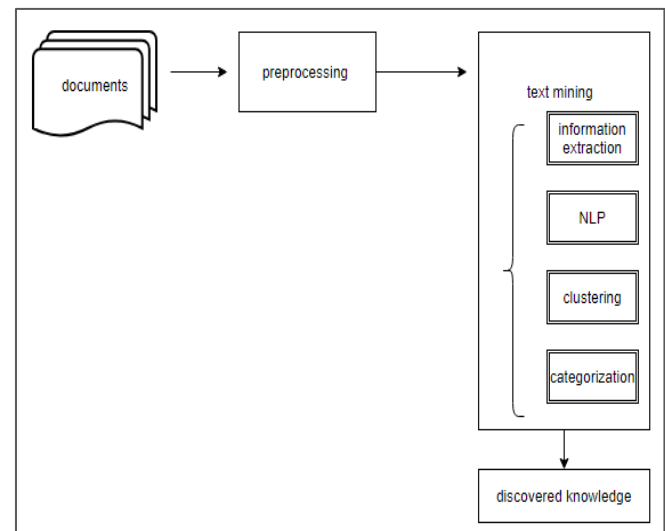 documents
preprocessing
text mining
information
extraction
NLP
clustering
categorization
discovered knowledge